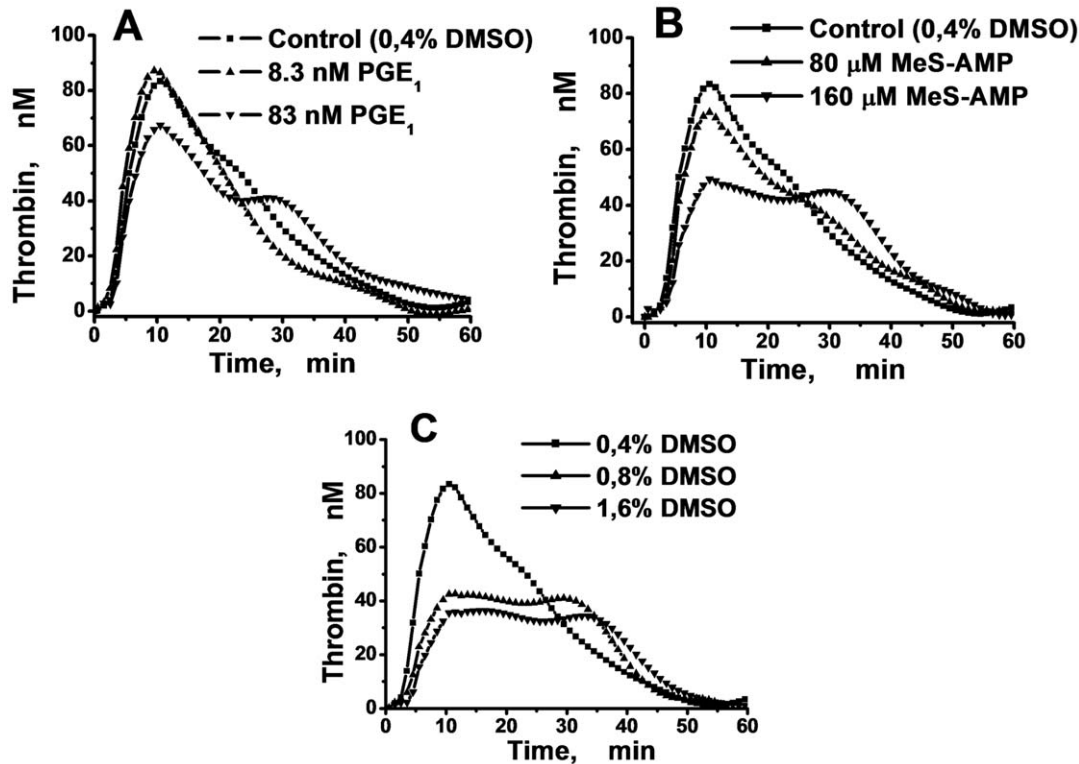 A
Control (0,4% DMSO)
8.3 nM PGE₁
83 nM PGE₁
Thrombin, nM
100
80
60
40
20
0
0 10 20 30 40 50 60
Time, min
B
Control (0,4% DMSO)
80 μM MeS-AMP
160 μM MeS-AMP
Thrombin, nM
100
80
60
40
20
0
0 10 20 30 40 50 60
Time, min
C
0,4% DMSO
0,8% DMSO
1,6% DMSO
Thrombin, nM
100
80
60
40
20
0
0 10 20 30 40 50 60
Time, min